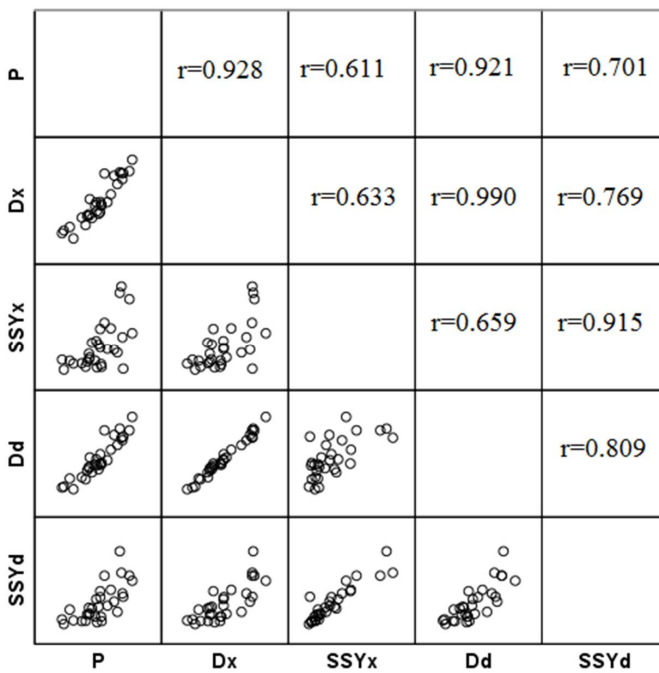 P r=0.928 r=0.611 r=0.921 r=0.701
Dx r=0.633 r=0.990 r=0.769
SSYx r=0.659 r=0.915
Dd r=0.809
SSYd
P Dx SSYx Dd SSYd